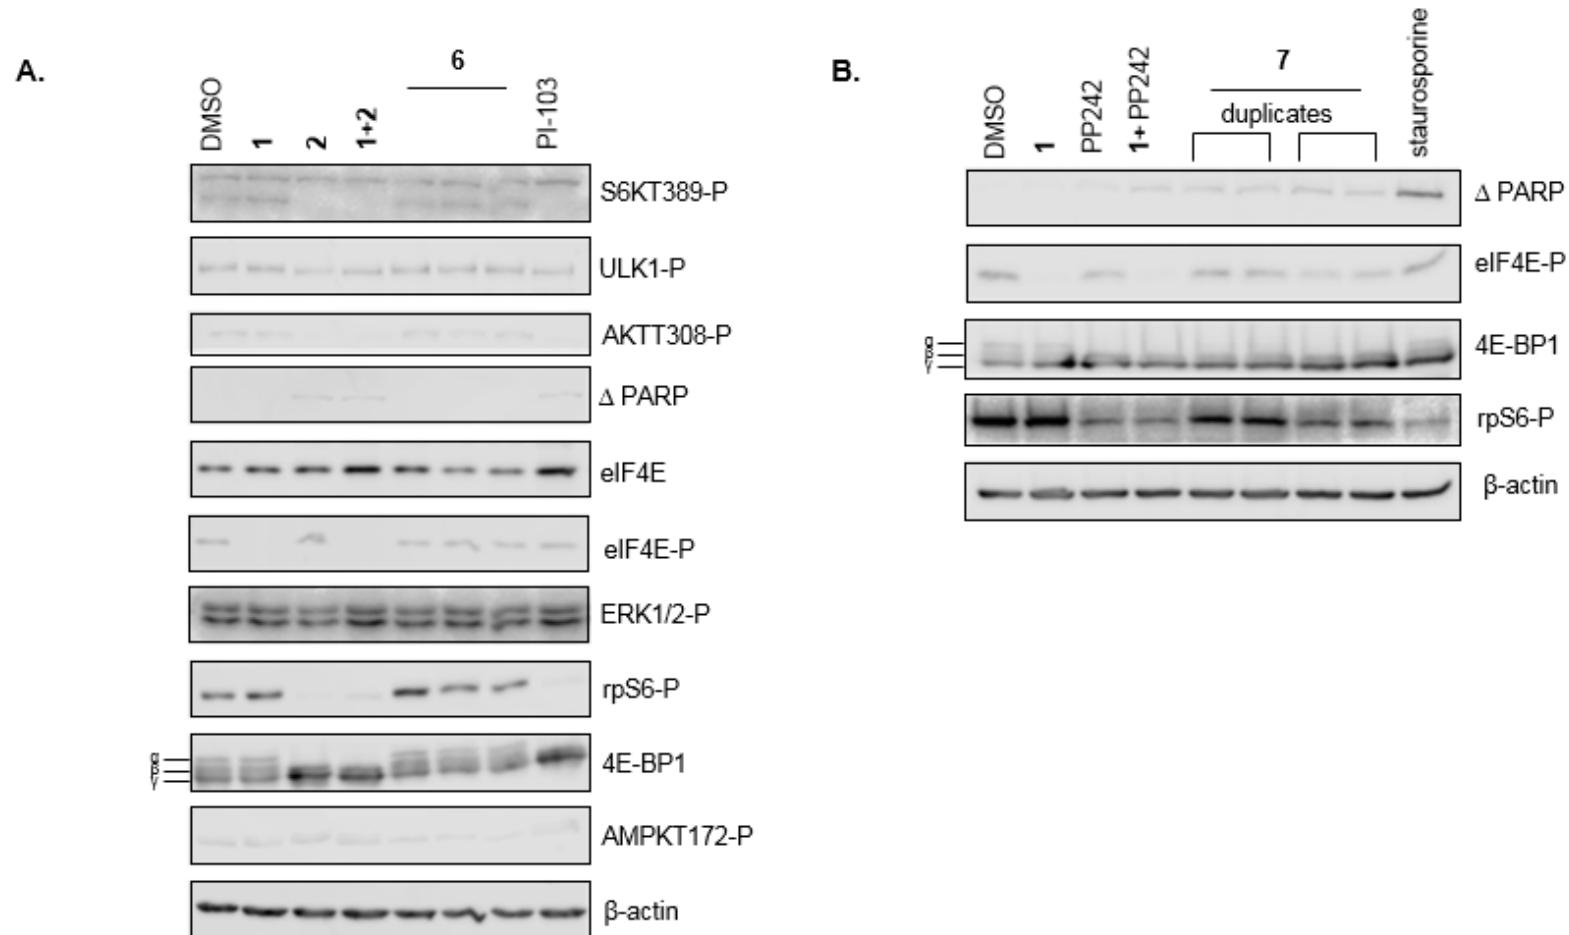 A.
DMSO
1
2
1+2
6
PI-103
S6KT389-P
ULK1-P
AKTT308-P
Δ PARP
eIF4E
eIF4E-P
ERK1/2-P
rpS6-P
α
β
γ
4E-BP1
AMPKT172-P
β-actin
B.
DMSO
1
PP242
1+ PP242
7
duplicates
staurosporine
Δ PARP
eIF4E-P
α
β
γ
4E-BP1
rpS6-P
β-actin